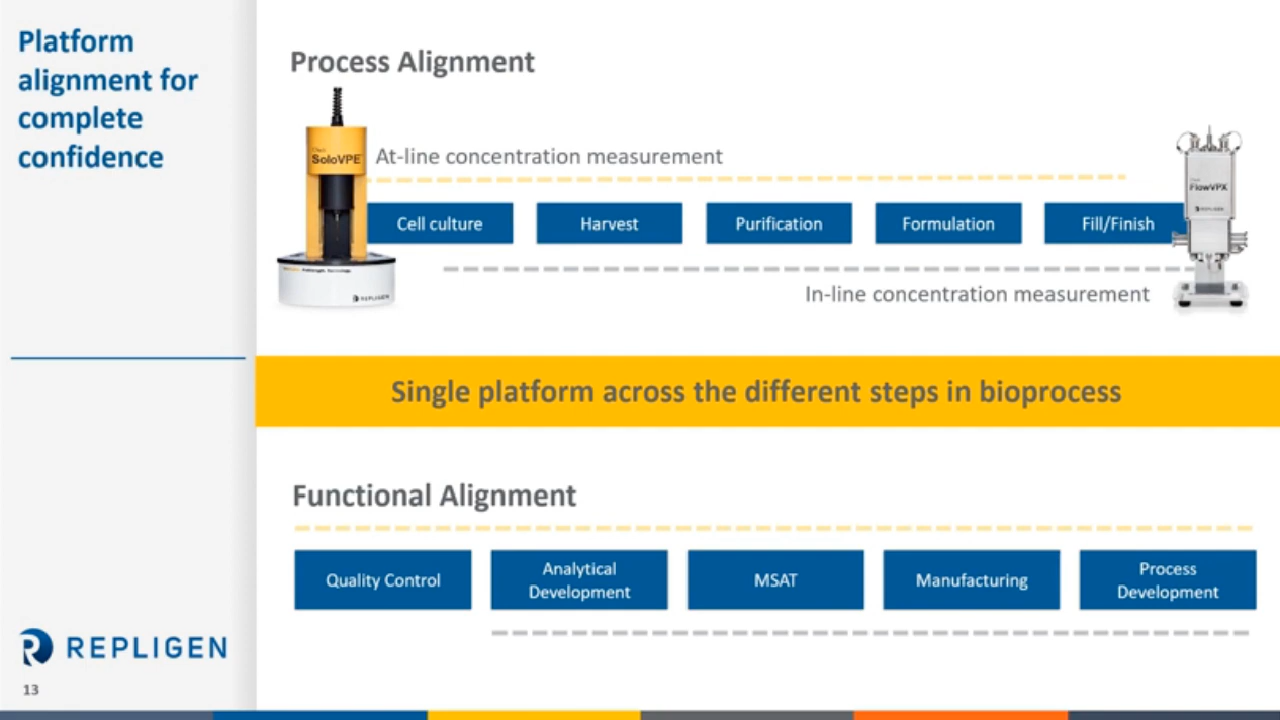 Platform
alignment for
complete
confidence
Process Alignment
SoloVPE
At-line concentration measurement
FlowVPX
REPLIGEN
Cell culture
Harvest
Purification
Formulation
Fill/Finish
REPLIGEN
In-line concentration measurement
Single platform across the different steps in bioprocess
Functional Alignment
Quality Control
Analytical
Development
MSAT
Manufacturing
Process
Development
REPLIGEN
13